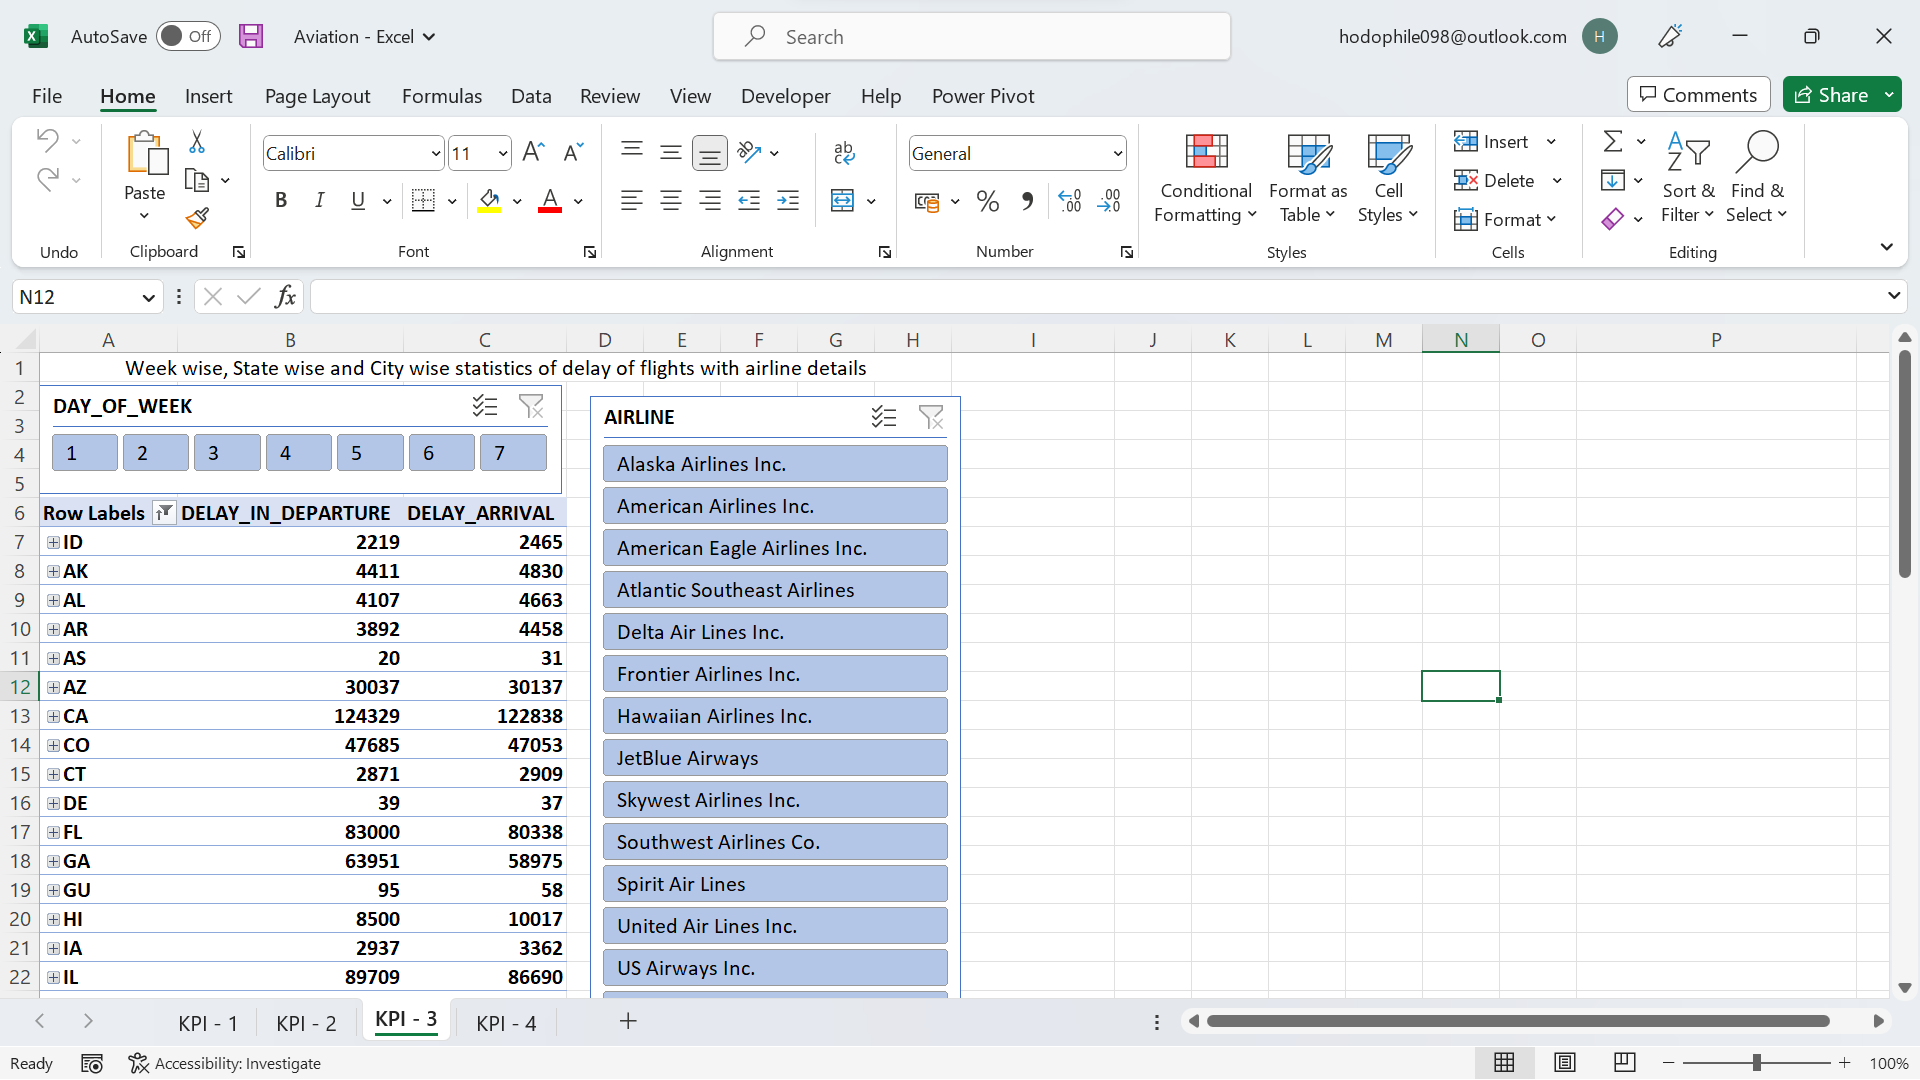 AutoSave Off Aviation - Excel Search hodophile098@outlook.com H
File Home Insert Page Layout Formulas Data Review View Developer Help Power Pivot Comments Share
Paste
Calibri 11 A A ab General
B I U A % .00 .00
Conditional Formatting Format as Table Cell Styles
Insert
Delete
Format
Sort & Filter Find & Select
Undo Clipboard Font Alignment Number Styles Cells Editing
N12 fx
A B C D E F G H I J K L M N O P
1 Week wise, State wise and City wise statistics of delay of flights with airline details
2
3
4
5
DAY_OF_WEEK
1 2 3 4 5 6 7
6 Row Labels DELAY_IN_DEPARTURE DELAY_ARRIVAL
7 ID 2219 2465
8 AK 4411 4830
9 AL 4107 4663
10 AR 3892 4458
11 AS 20 31
12 AZ 30037 30137
13 CA 124329 122838
14 CO 47685 47053
15 CT 2871 2909
16 DE 39 37
17 FL 83000 80338
18 GA 63951 58975
19 GU 95 58
20 HI 8500 10017
21 IA 2937 3362
22 IL 89709 86690
AIRLINE
Alaska Airlines Inc.
American Airlines Inc.
American Eagle Airlines Inc.
Atlantic Southeast Airlines
Delta Air Lines Inc.
Frontier Airlines Inc.
Hawaiian Airlines Inc.
JetBlue Airways
Skywest Airlines Inc.
Southwest Airlines Co.
Spirit Air Lines
United Air Lines Inc.
US Airways Inc.
KPI - 1 KPI - 2 KPI - 3 KPI - 4
Ready Accessibility: Investigate 100%